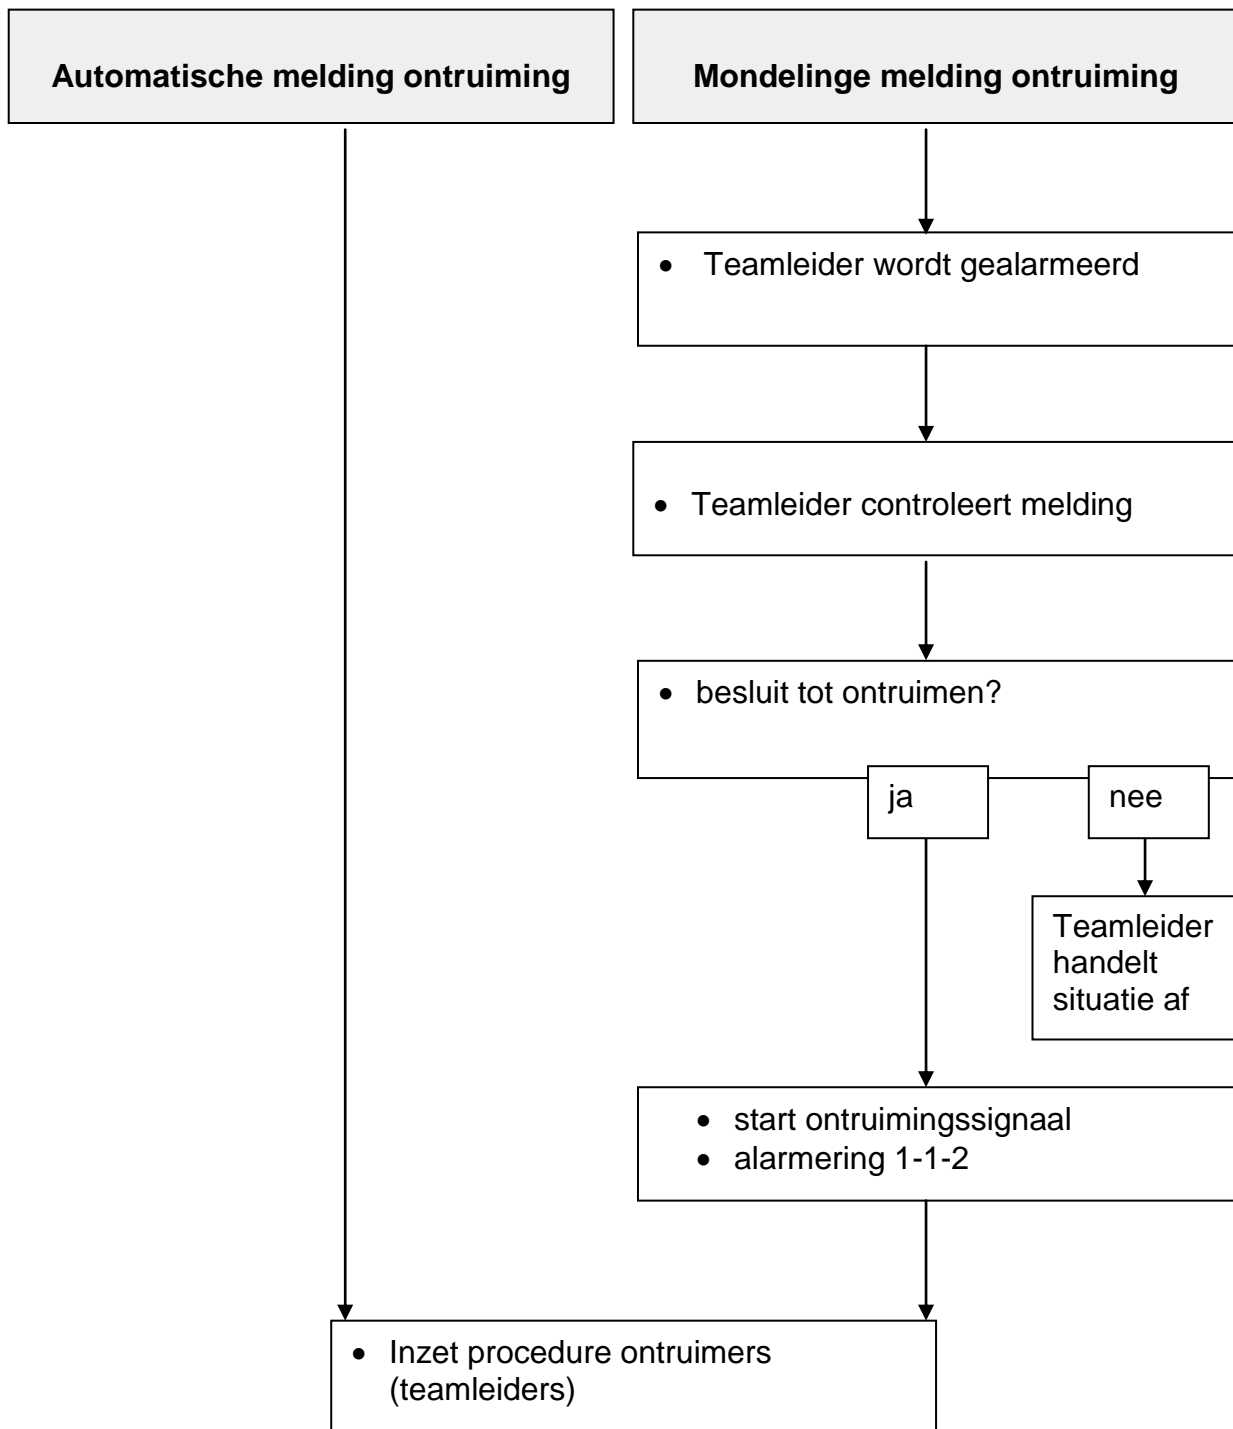 Automatische melding ontruiming
Mondelinge melding ontruiming
• Teamleider wordt gealarmeerd
• Teamleider controleert melding
• besluit tot ontruimen?
ja
nee
Teamleider
handelt
situatie af
• start ontruimingssignaal
• alarmering 1-1-2
• Inzet procedure ontruimers
(teamleiders)